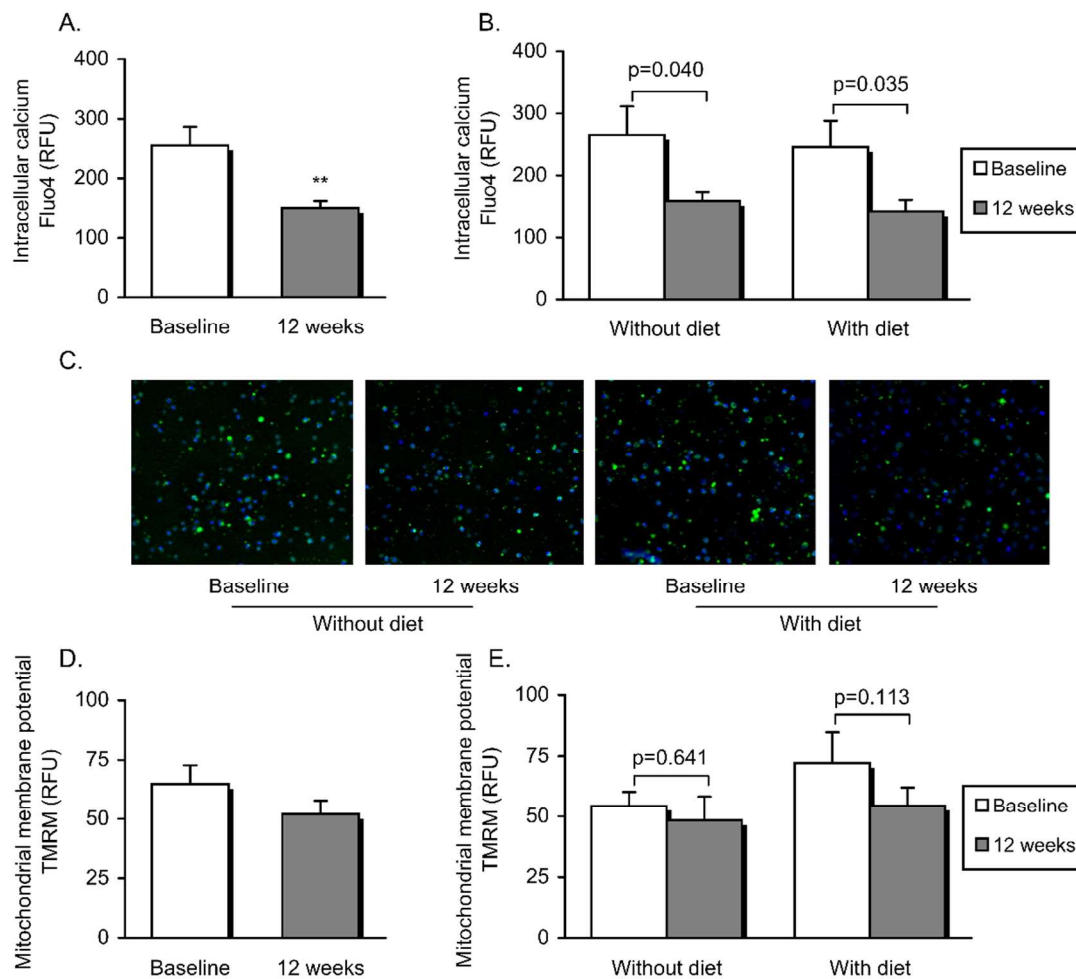 A.
Intracellular calcium
Fluo4 (RFU)
400
300
200
100
0
**
Baseline
12 weeks
B.
Intracellular calcium
Fluo4 (RFU)
400
300
200
100
0
p=0.040
p=0.035
Without diet
With diet
Baseline
12 weeks
C.
Baseline
12 weeks
Baseline
12 weeks
Without diet
With diet
D.
Mitochondrial membrane potential
TMRM (RFU)
100
75
50
25
0
Baseline
12 weeks
E.
Mitochondrial membrane potential
TMRM (RFU)
100
75
50
25
0
p=0.641
p=0.113
Without diet
With diet
Baseline
12 weeks